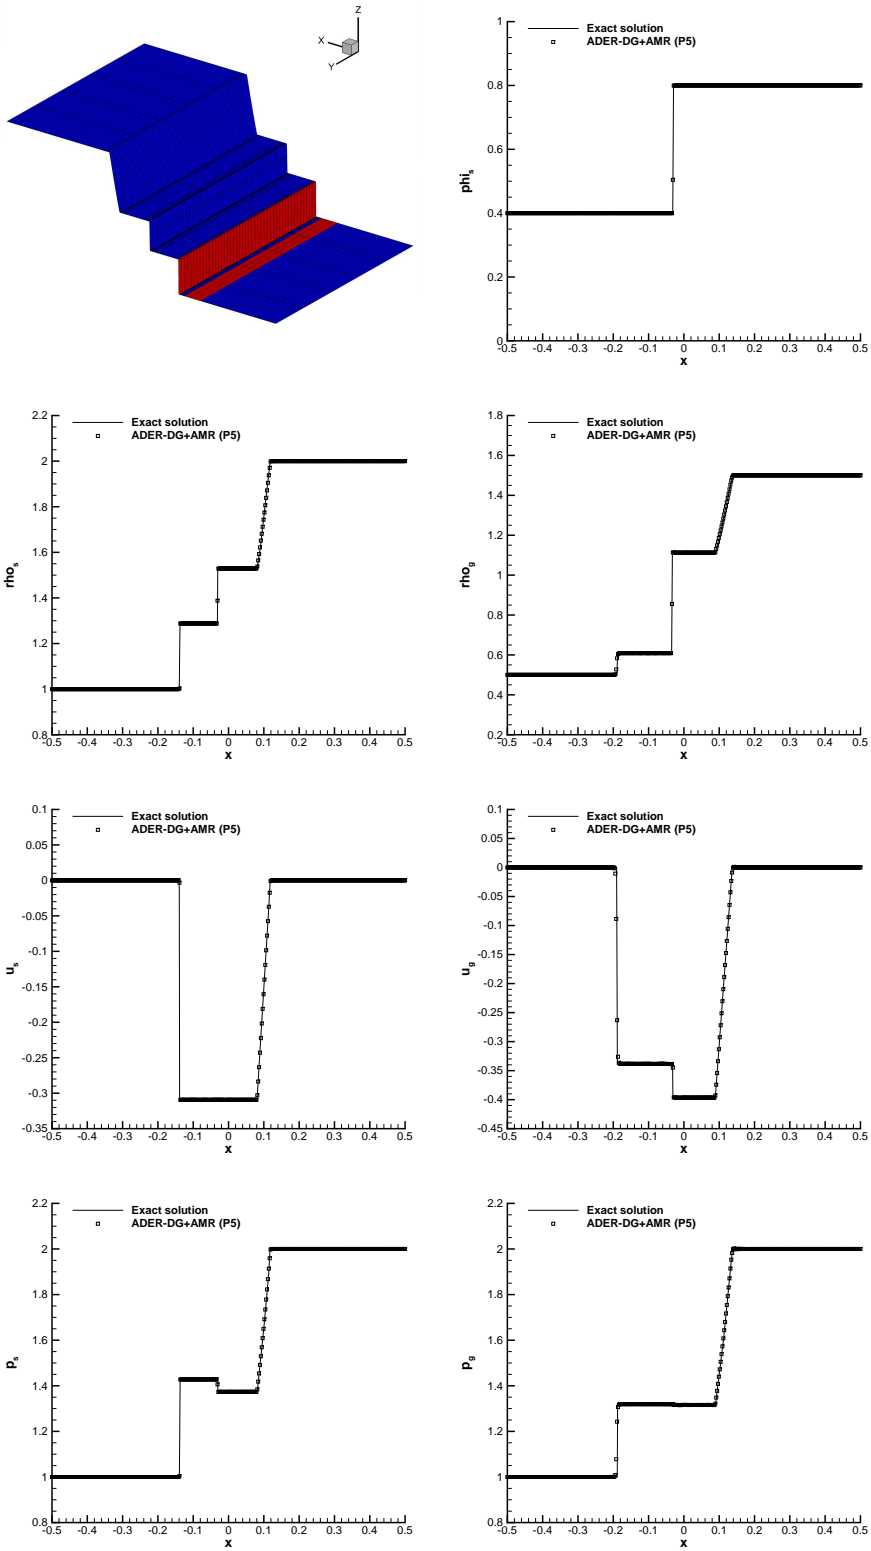 Z
X
Y
Exact solution
ADER-DG+AMR (P5)
1
0.8
0.6
0.4
0.2
0
phi_s
-0.5 -0.4 -0.3 -0.2 -0.1 0 0.1 0.2 0.3 0.4 0.5
x
Exact solution
ADER-DG+AMR (P5)
2.2
2
1.8
1.6
1.4
1.2
1
0.8
rho_s
-0.5 -0.4 -0.3 -0.2 -0.1 0 0.1 0.2 0.3 0.4 0.5
x
Exact solution
ADER-DG+AMR (P5)
1.8
1.6
1.4
1.2
1
0.8
0.6
0.4
0.2
rho_g
-0.5 -0.4 -0.3 -0.2 -0.1 0 0.1 0.2 0.3 0.4 0.5
x
Exact solution
ADER-DG+AMR (P5)
0.1
0.05
0
-0.05
-0.1
-0.15
-0.2
-0.25
-0.3
-0.35
u_s
-0.5 -0.4 -0.3 -0.2 -0.1 0 0.1 0.2 0.3 0.4 0.5
x
Exact solution
ADER-DG+AMR (P5)
0.1
0.05
0
-0.05
-0.1
-0.15
-0.2
-0.25
-0.3
-0.35
-0.4
-0.45
u_g
-0.5 -0.4 -0.3 -0.2 -0.1 0 0.1 0.2 0.3 0.4 0.5
x
Exact solution
ADER-DG+AMR (P5)
2.2
2
1.8
1.6
1.4
1.2
1
0.8
p_s
-0.5 -0.4 -0.3 -0.2 -0.1 0 0.1 0.2 0.3 0.4 0.5
x
Exact solution
ADER-DG+AMR (P5)
2.2
2
1.8
1.6
1.4
1.2
1
0.8
p_g
-0.5 -0.4 -0.3 -0.2 -0.1 0 0.1 0.2 0.3 0.4 0.5
x